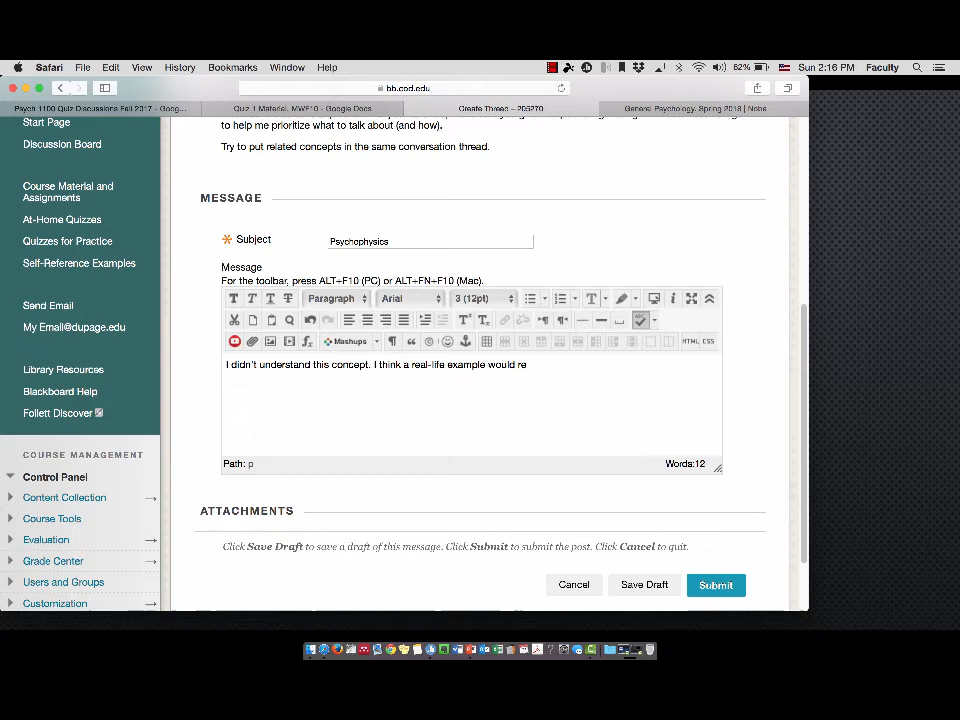 Safari File Edit View History Bookmarks Window Help 62% Sun 2:16 PM Faculty
bb.cod.edu
Psych 1100 Quiz Discussions Fall 2017 - Goog... Quiz 1 Material. MWF10 - Google Docs Create Thread – 205270 General Psychology. Spring 2018 | Noba
Start Page
Discussion Board
Course Material and
Assignments
At-Home Quizzes
Quizzes for Practice
Self-Reference Examples
Send Email
My Email@dupage.edu
Library Resources
Blackboard Help
Follett Discover
COURSE MANAGEMENT
Control Panel
Content Collection
Course Tools
Evaluation
Grade Center
Users and Groups
Customization
to help me prioritize what to talk about (and how).
Try to put related concepts in the same conversation thread.
MESSAGE
Subject Psychophysics
Message
For the toolbar, press ALT+F10 (PC) or ALT+FN+F10 (Mac).
T T T T Paragraph Arial 3 (12pt)
Mashups HTML CSS
I didn't understand this concept. I think a real-life example would re
Path: p Words:12
ATTACHMENTS
Click Save Draft to save a draft of this message. Click Submit to submit the post. Click Cancel to quit.
Cancel Save Draft Submit